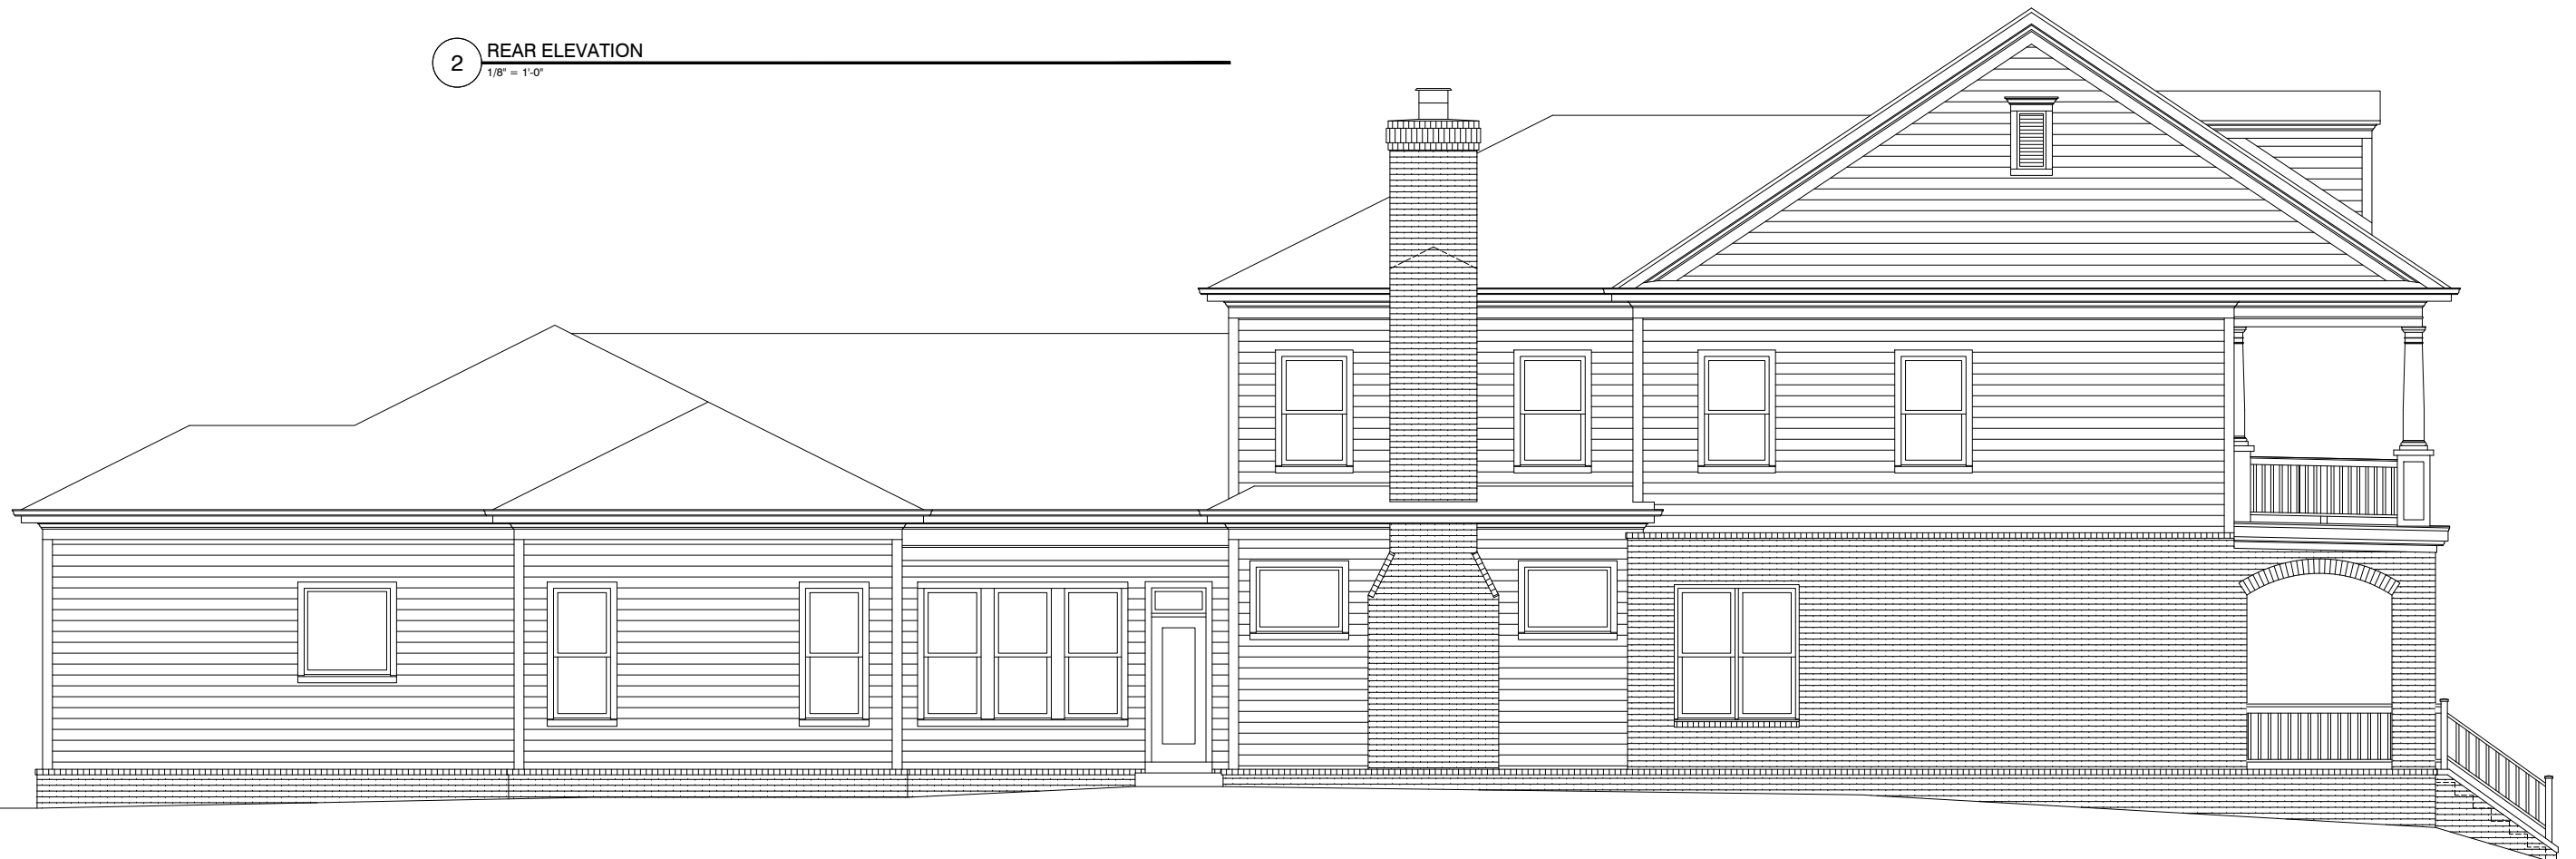 2
REAR ELEVATION
1/8" = 1'-0"